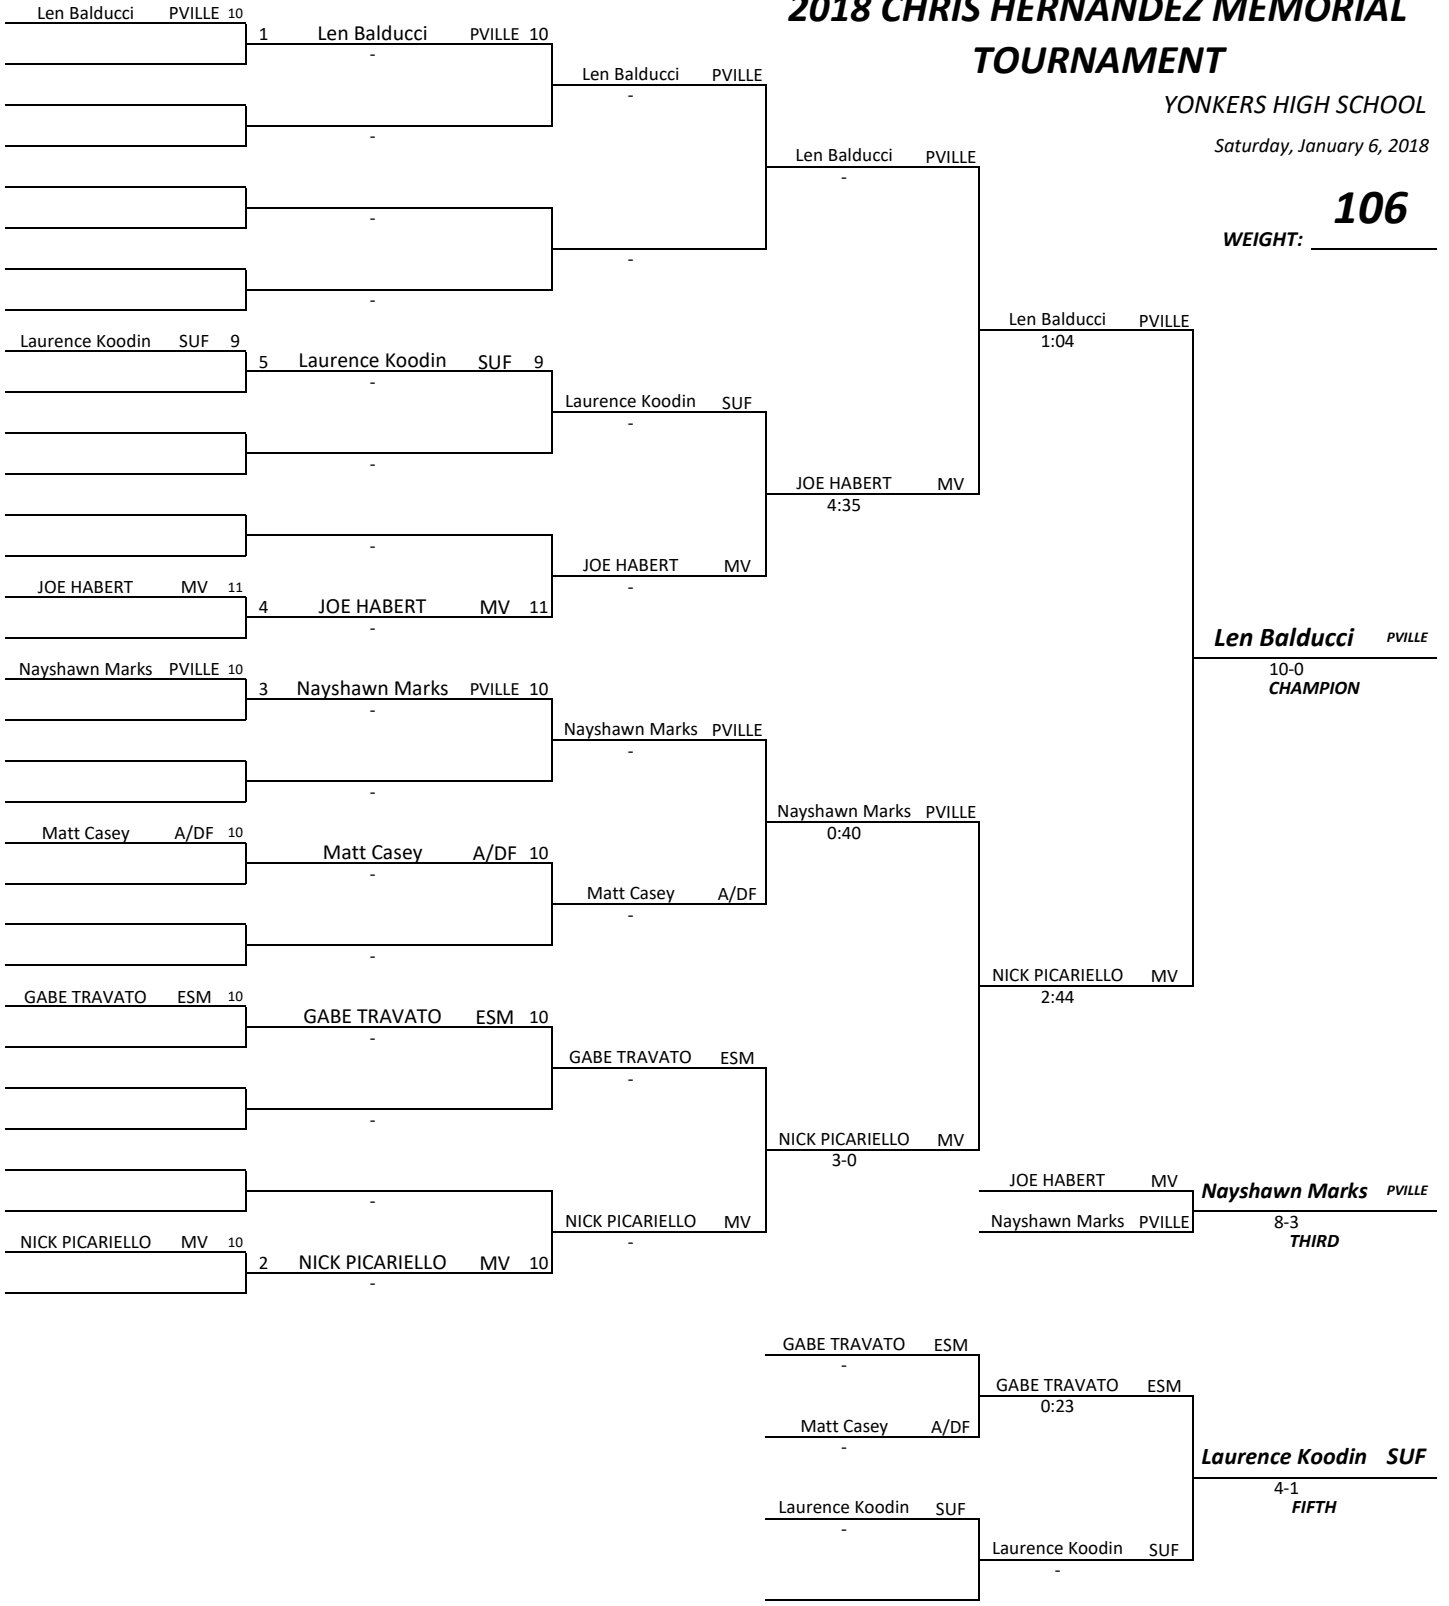 2018 CHRIS HERNANDEZ MEMORIAL
TOURNAMENT
YONKERS HIGH SCHOOL
Saturday, January 6, 2018
106
WEIGHT:
Len Balducci PVILLE 10
1 Len Balducci PVILLE 10
-
Len Balducci PVILLE
-
-
Len Balducci PVILLE
-
-
-
-
Len Balducci PVILLE
1:04
Laurence Koodin SUF 9
5 Laurence Koodin SUF 9
-
Laurence Koodin SUF
-
-
JOE HABERT MV
4:35
-
JOE HABERT MV
-
JOE HABERT MV 11
4 JOE HABERT MV 11
-
Len Balducci PVILLE
10-0
CHAMPION
Nayshawn Marks PVILLE 10
3 Nayshawn Marks PVILLE 10
-
Nayshawn Marks PVILLE
-
-
Nayshawn Marks PVILLE
0:40
Matt Casey A/DF 10
Matt Casey A/DF 10
-
Matt Casey A/DF
-
-
NICK PICARIELLO MV
2:44
GABE TRAVATO ESM 10
GABE TRAVATO ESM 10
-
GABE TRAVATO ESM
-
-
NICK PICARIELLO MV
3-0
-
NICK PICARIELLO MV
-
NICK PICARIELLO MV 10
2 NICK PICARIELLO MV 10
-
JOE HABERT MV
Nayshawn Marks PVILLE
Nayshawn Marks PVILLE
8-3
THIRD
GABE TRAVATO ESM
-
GABE TRAVATO ESM
0:23
Matt Casey A/DF
-
Laurence Koodin SUF
4-1
FIFTH
Laurence Koodin SUF
-
Laurence Koodin SUF
-